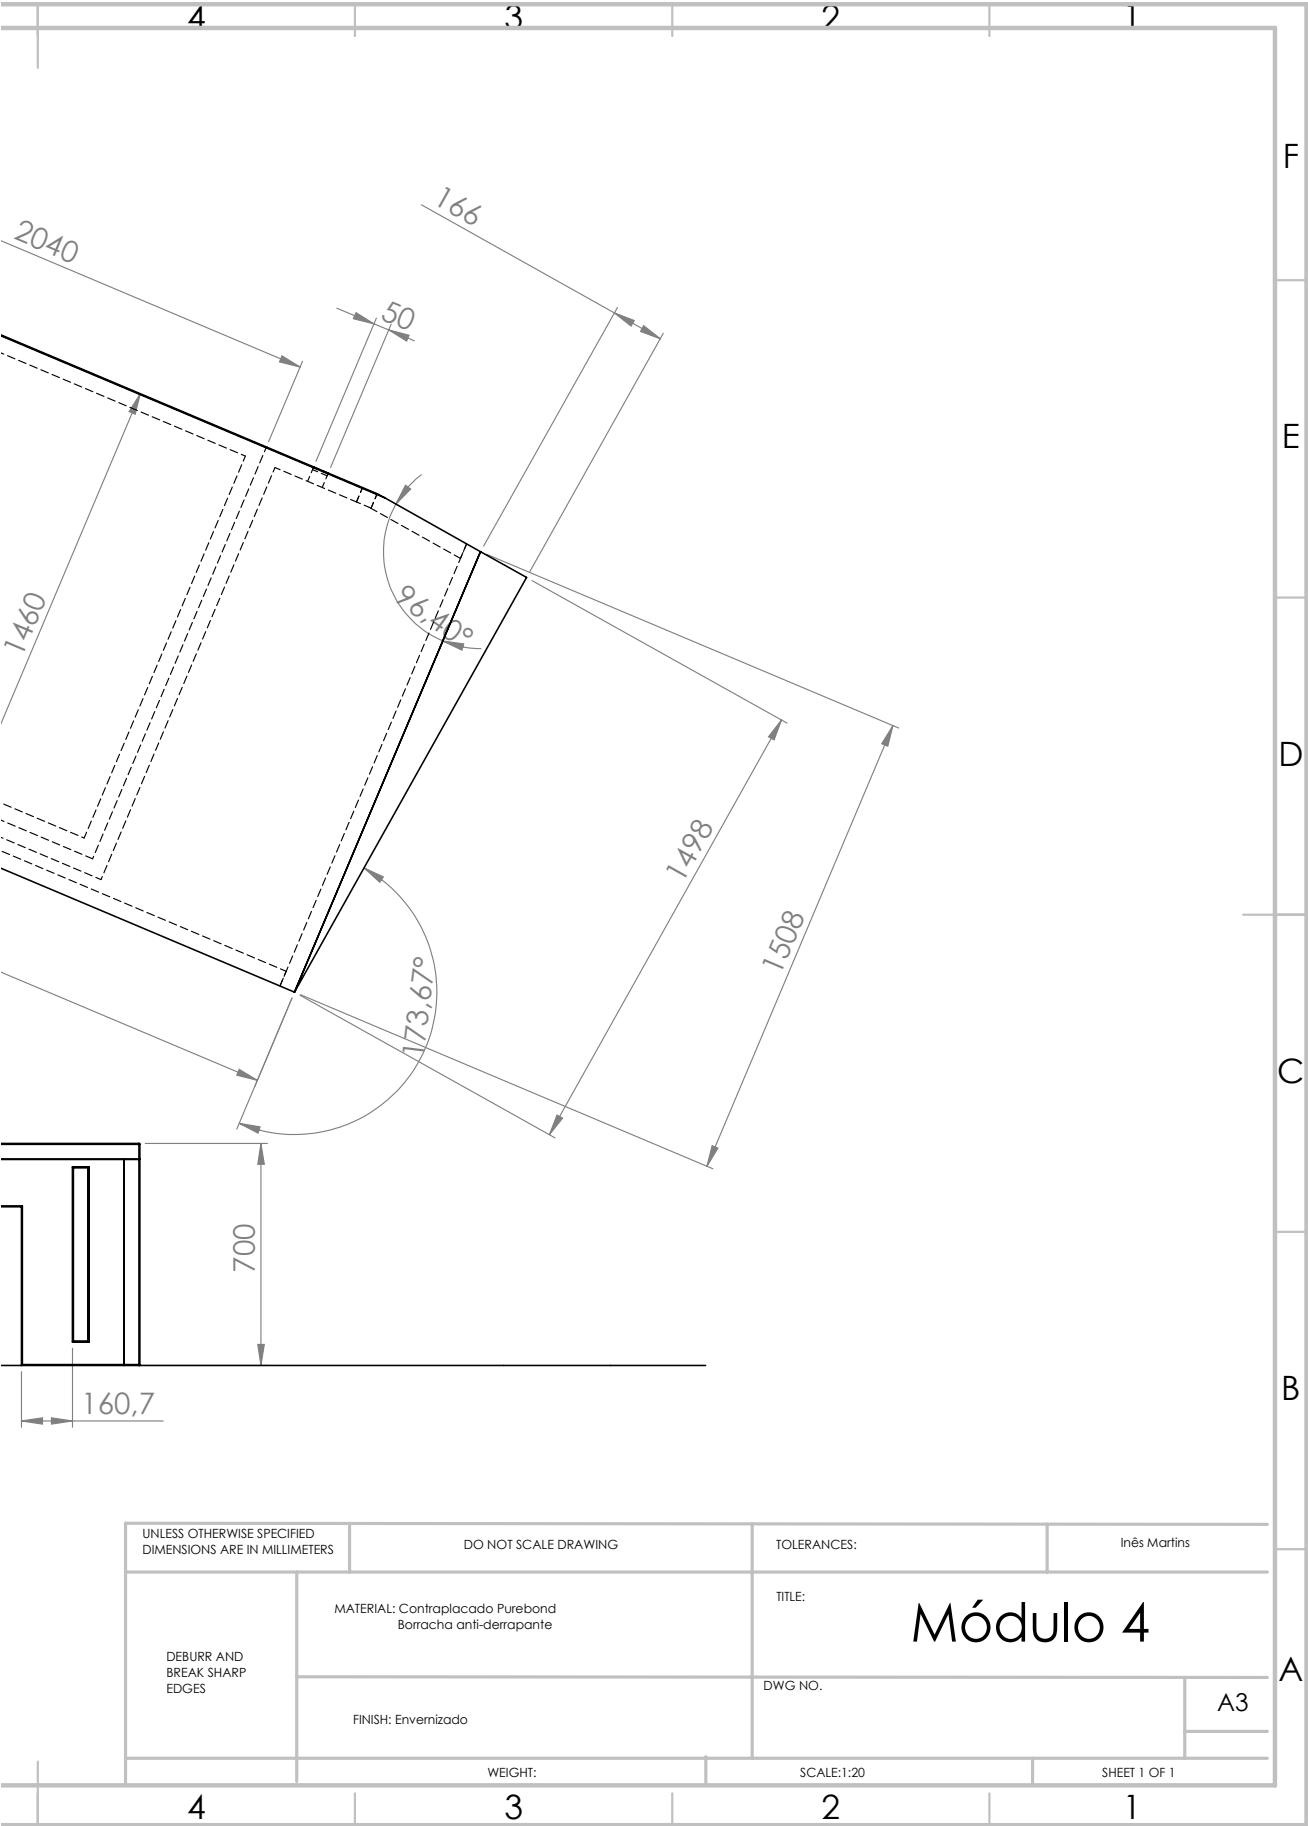 4 3 2 1
F
E
D
C
B
A
2040
166
50
1460
96,40°
1498
1508
173,67°
700
160,7
UNLESS OTHERWISE SPECIFIED
DIMENSIONS ARE IN MILLIMETERS
DO NOT SCALE DRAWING
TOLERANCES:
Inês Martins
DEBURR AND
BREAK SHARP
EDGES
MATERIAL: Contraplacado Purebond
Borracha anti-derrapante
TITLE:
Módulo 4
FINISH: Envernizado
DWG NO.
A3
WEIGHT:
SCALE:1:20
SHEET 1 OF 1
4 3 2 1